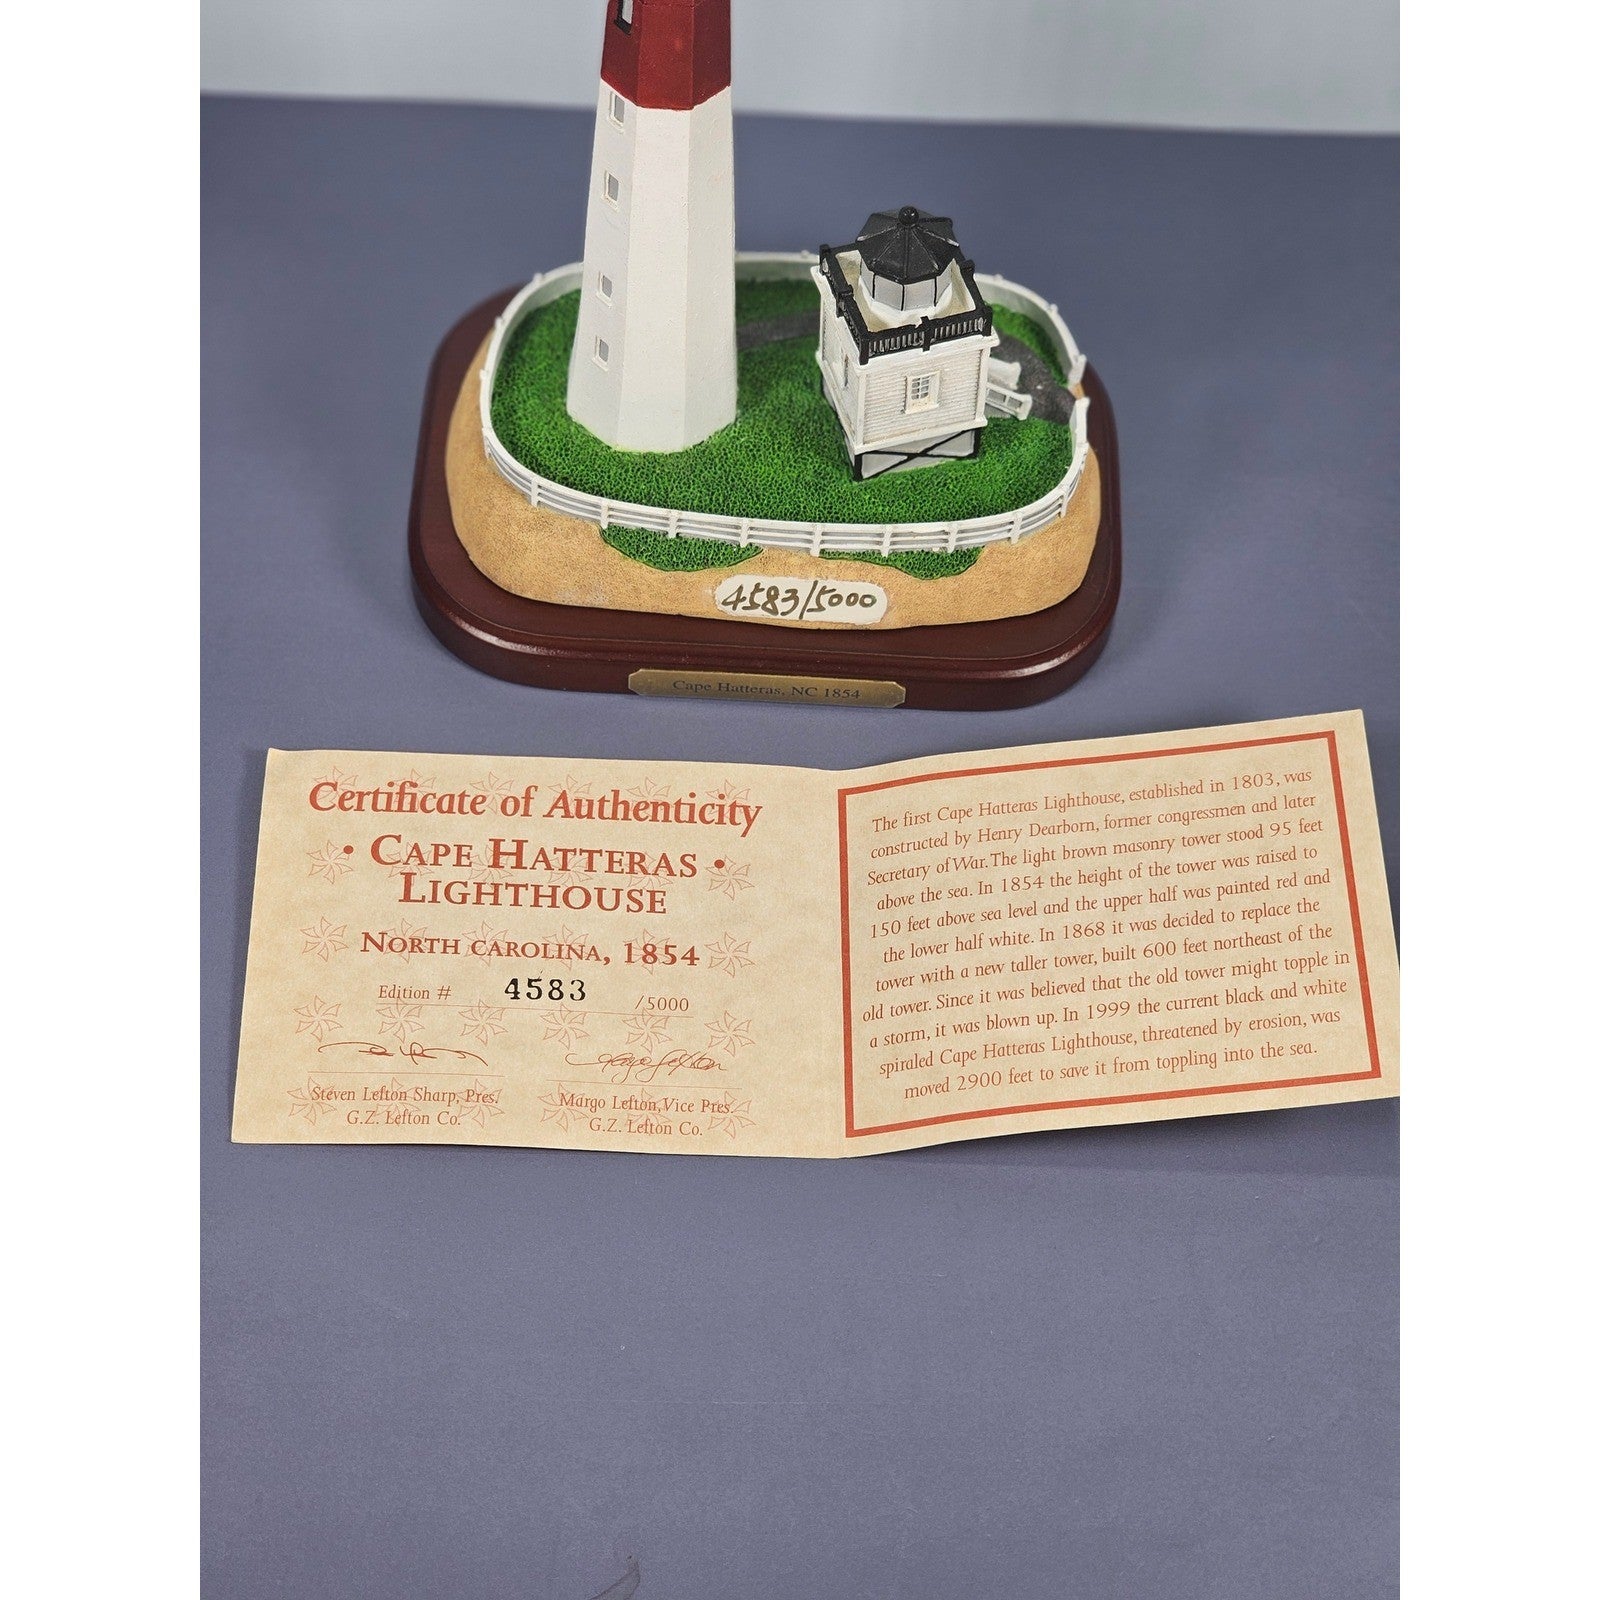 4583/5000
Cape Hatteras, NC 1854
Certificate of Authenticity
• CAPE HATTERAS •
LIGHTHOUSE
NORTH CAROLINA, 1854
Edition # 4583 /5000
Steven Lefton Sharp, Pres.
G.Z. Lefton Co.
Margo Lefton, Vice Pres.
G.Z. Lefton Co.
The first Cape Hatteras Lighthouse, established in 1803, was
constructed by Henry Dearborn, former congressmen and later
Secretary of War. The light brown masonry tower stood 95 feet
above the sea. In 1854 the height of the tower was raised to
150 feet above sea level and the upper half was painted red and
the lower half white. In 1868 it was decided to replace the
tower with a new taller tower, built 600 feet northeast of the
old tower. Since it was believed that the old tower might topple in
a storm, it was blown up. In 1999 the current black and white
spiraled Cape Hatteras Lighthouse, threatened by erosion, was
moved 2900 feet to save it from toppling into the sea.